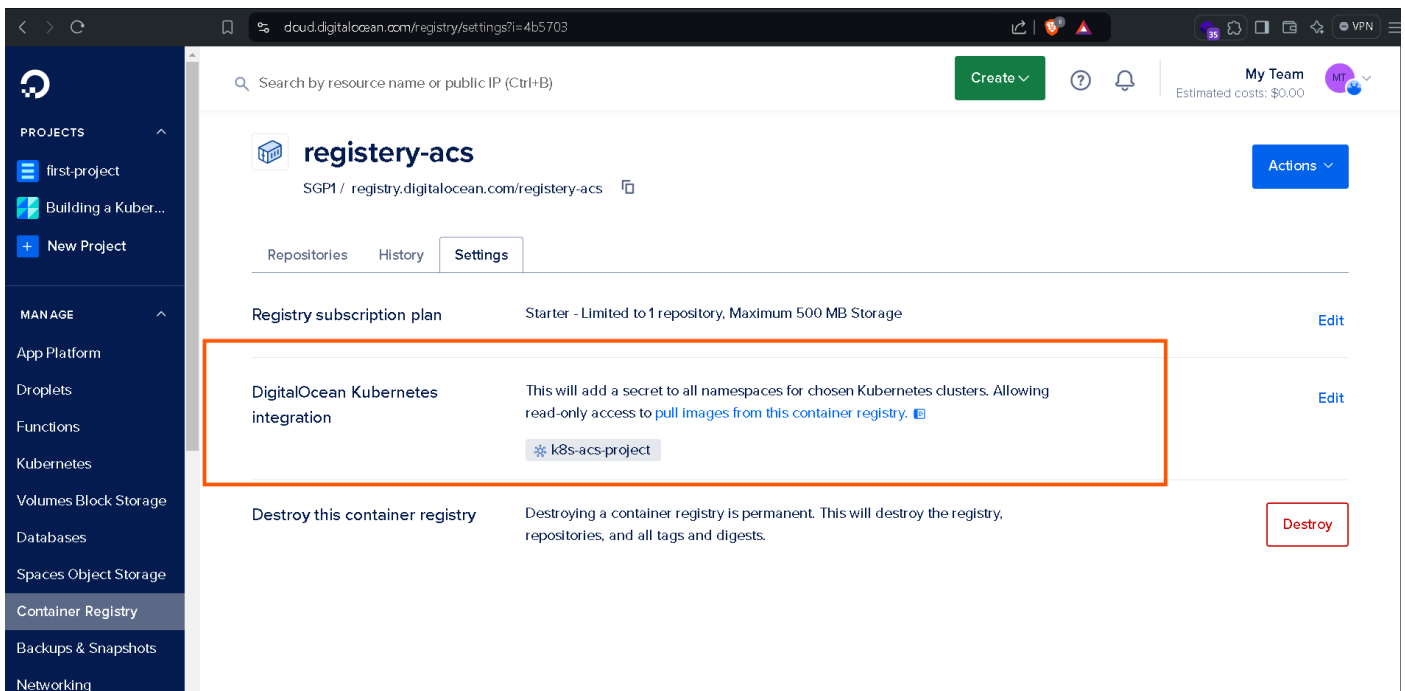 cloud.digitalocean.com/registry/settings?i=4b5703
6
35
VPN
Search by resource name or public IP (Ctrl+B)
Create
?
My Team
Estimated costs: $0.00
MT
PROJECTS
first-project
Building a Kuber...
+ New Project
MANAGE
App Platform
Droplets
Functions
Kubernetes
Volumes Block Storage
Databases
Spaces Object Storage
Container Registry
Backups & Snapshots
Networking
registery-acs
SGP1 / registry.digitalocean.com/registery-acs
Actions
Repositories History Settings
Registry subscription plan
Starter - Limited to 1 repository, Maximum 500 MB Storage
Edit
DigitalOcean Kubernetes
integration
This will add a secret to all namespaces for chosen Kubernetes clusters. Allowing
read-only access to pull images from this container registry.
k8s-acs-project
Edit
Destroy this container registry
Destroying a container registry is permanent. This will destroy the registry,
repositories, and all tags and digests.
Destroy